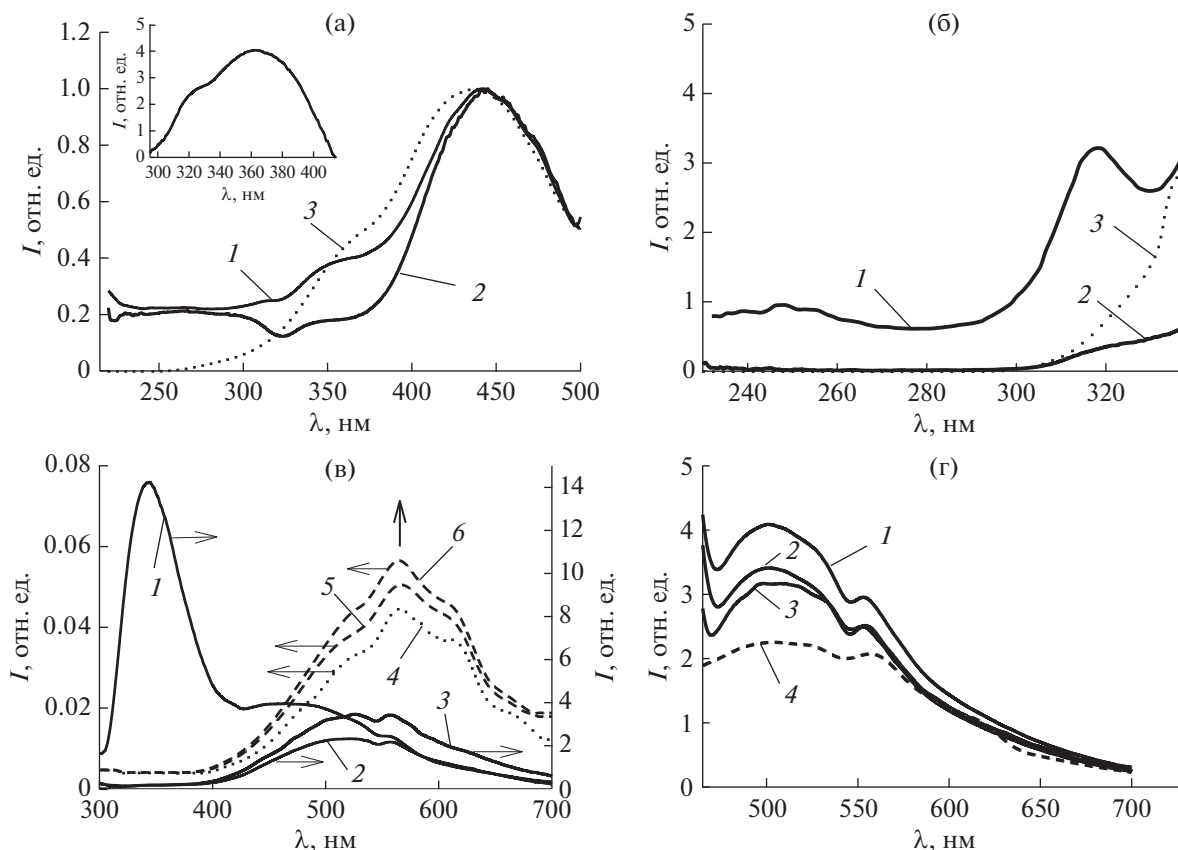 (а)
1.2
1.0
0.8
0.6
0.4
0.2
0
I, отн. ед.
5
4
3
2
1
0
I, отн. ед.
300 320 340 360 380 400
λ, нм
3
1
2
250 300 350 400 450 500
λ, нм
(б)
5
4
3
2
1
0
I, отн. ед.
1
3
2
240 260 280 300 320
λ, нм
(в)
0.08
0.06
0.04
0.02
0
I, отн. ед.
14
12
10
8
6
4
2
0
I, отн. ед.
1
6
5
4
3
2
300 400 500 600 700
λ, нм
(г)
5
4
3
2
1
0
I, отн. ед.
1
2
3
4
500 550 600 650 700
λ, нм